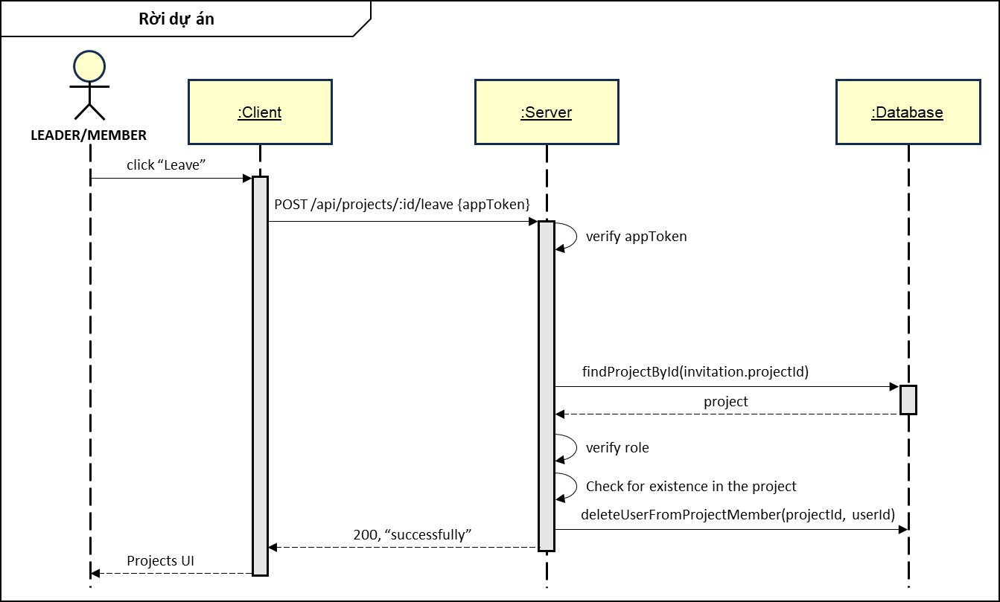 Rời dự án
:Client
:Server
:Database
LEADER/MEMBER
click “Leave”
POST /api/projects/:id/leave {appToken}
verify appToken
findProjectById(invitation.projectId)
project
verify role
Check for existence in the project
deleteUserFromProjectMember(projectId, userId)
200, “successfully”
Projects UI